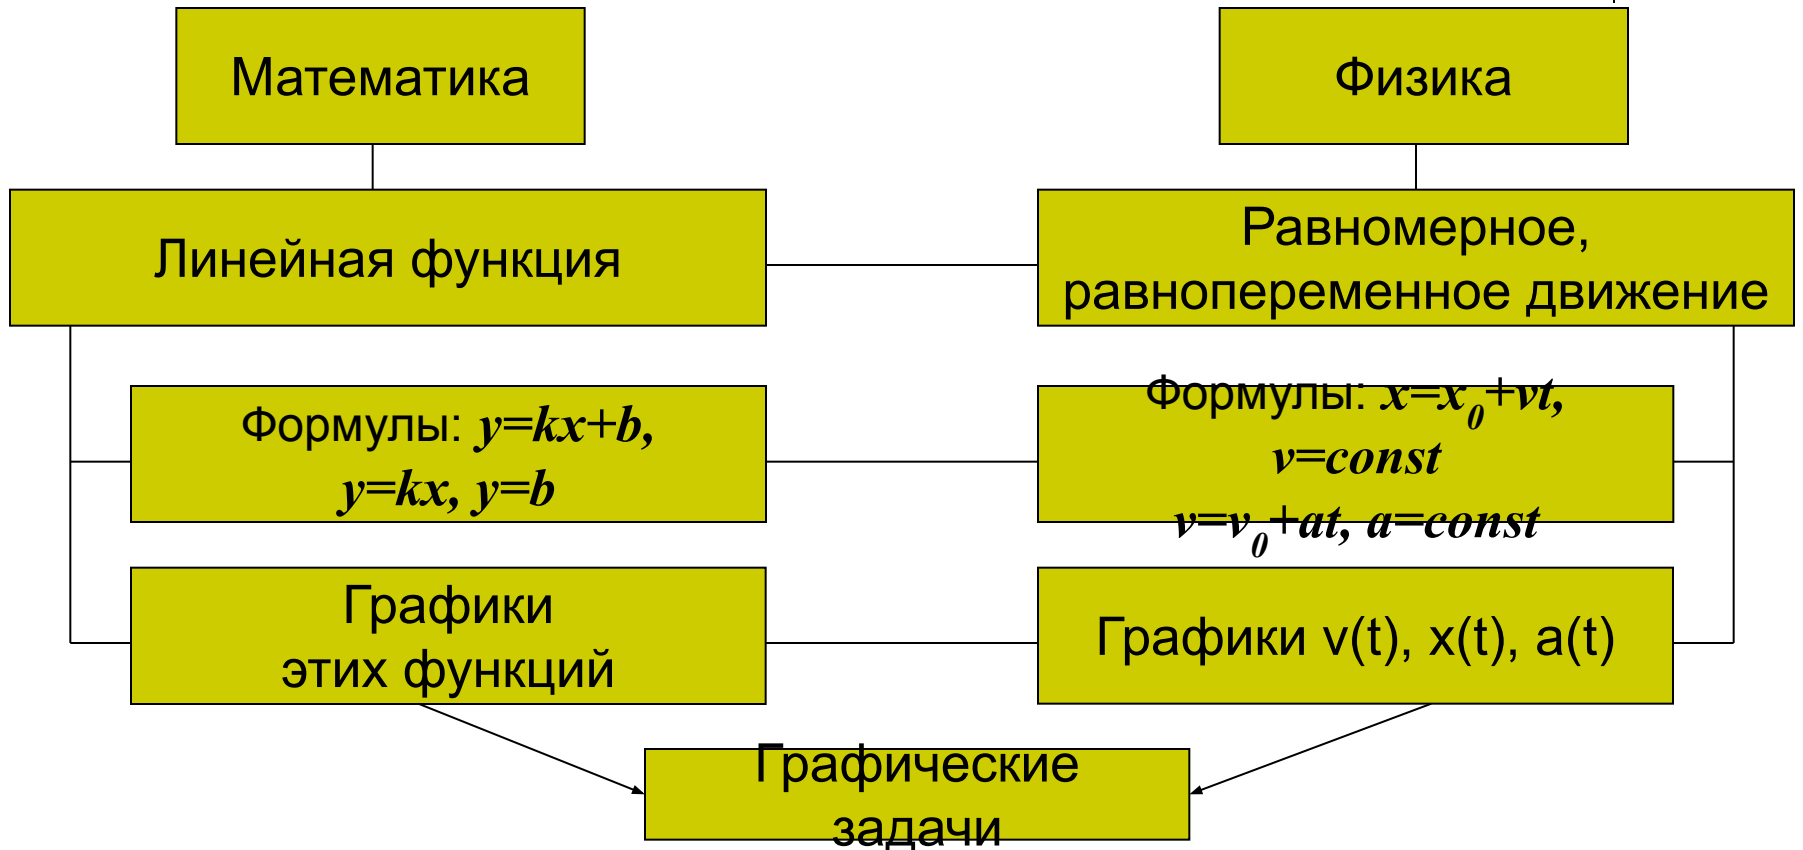 Математика
Физика
Линейная функция
Равномерное,
равнопеременное движение
Формулы: y=kx+b,
y=kx, y=b
Формулы: x=x₀+vt,
v=const
v=v₀+at, a=const
Графики
этих функций
Графики v(t), x(t), a(t)
Графические
задачи